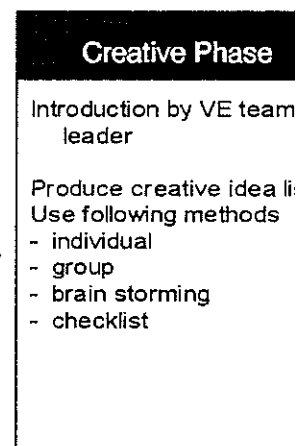 Creative Phase
Introduction by VE team
leader
Produce creative idea lis
Use following methods
- individual
- group
- brain storming
- checklist